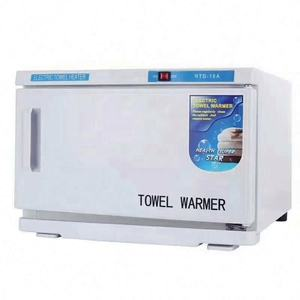 ELECTRIC TOWEL HEATER
RTD-16A
ELECTRIC
TOWEL WARMER
HEALTH SUPER
STAR
TOWEL WARMER